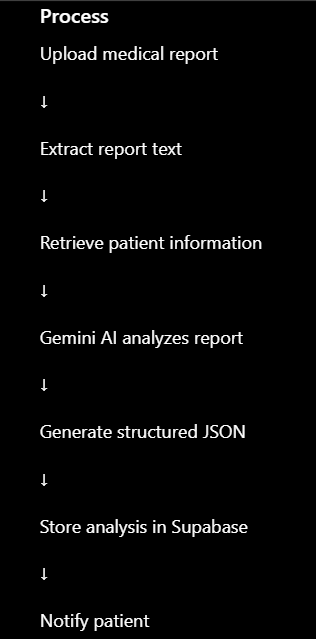 Process
Upload medical report
↓
Extract report text
↓
Retrieve patient information
↓
Gemini AI analyzes report
↓
Generate structured JSON
↓
Store analysis in Supabase
↓
Notify patient